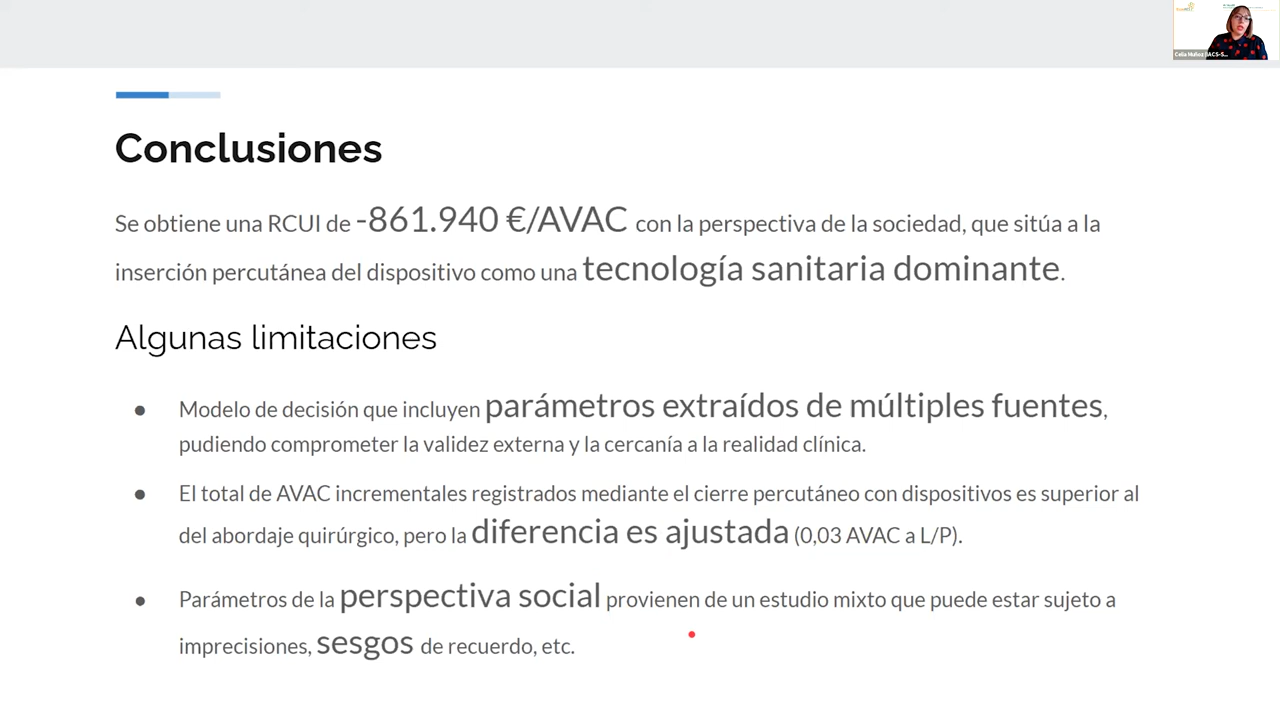 Celia Muñoz
Conclusiones
Se obtiene una RCUI de -861.940 €/AVAC con la perspectiva de la sociedad, que sitúa a la
inserción percutánea del dispositivo como una tecnología sanitaria dominante.
Algunas limitaciones
● Modelo de decisión que incluyen parámetros extraídos de múltiples fuentes,
pudiendo comprometer la validez externa y la cercanía a la realidad clínica.
● El total de AVAC incrementales registrados mediante el cierre percutáneo con dispositivos es superior al
del abordaje quirúrgico, pero la diferencia es ajustada (0,03 AVAC a L/P).
● Parámetros de la perspectiva social provienen de un estudio mixto que puede estar sujeto a
imprecisiones, sesgos de recuerdo, etc.